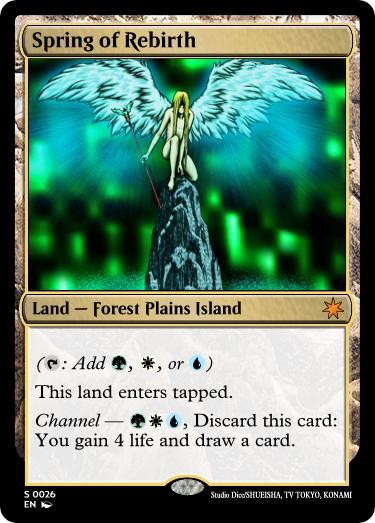 Spring of Rebirth
Land — Forest Plains Island
(: Add , , or )
This land enters tapped.
Channel — , Discard this card:
You gain 4 life and draw a card.
S 0026
EN
Studio Dice/SHUEISHA, TV TOKYO, KONAMI